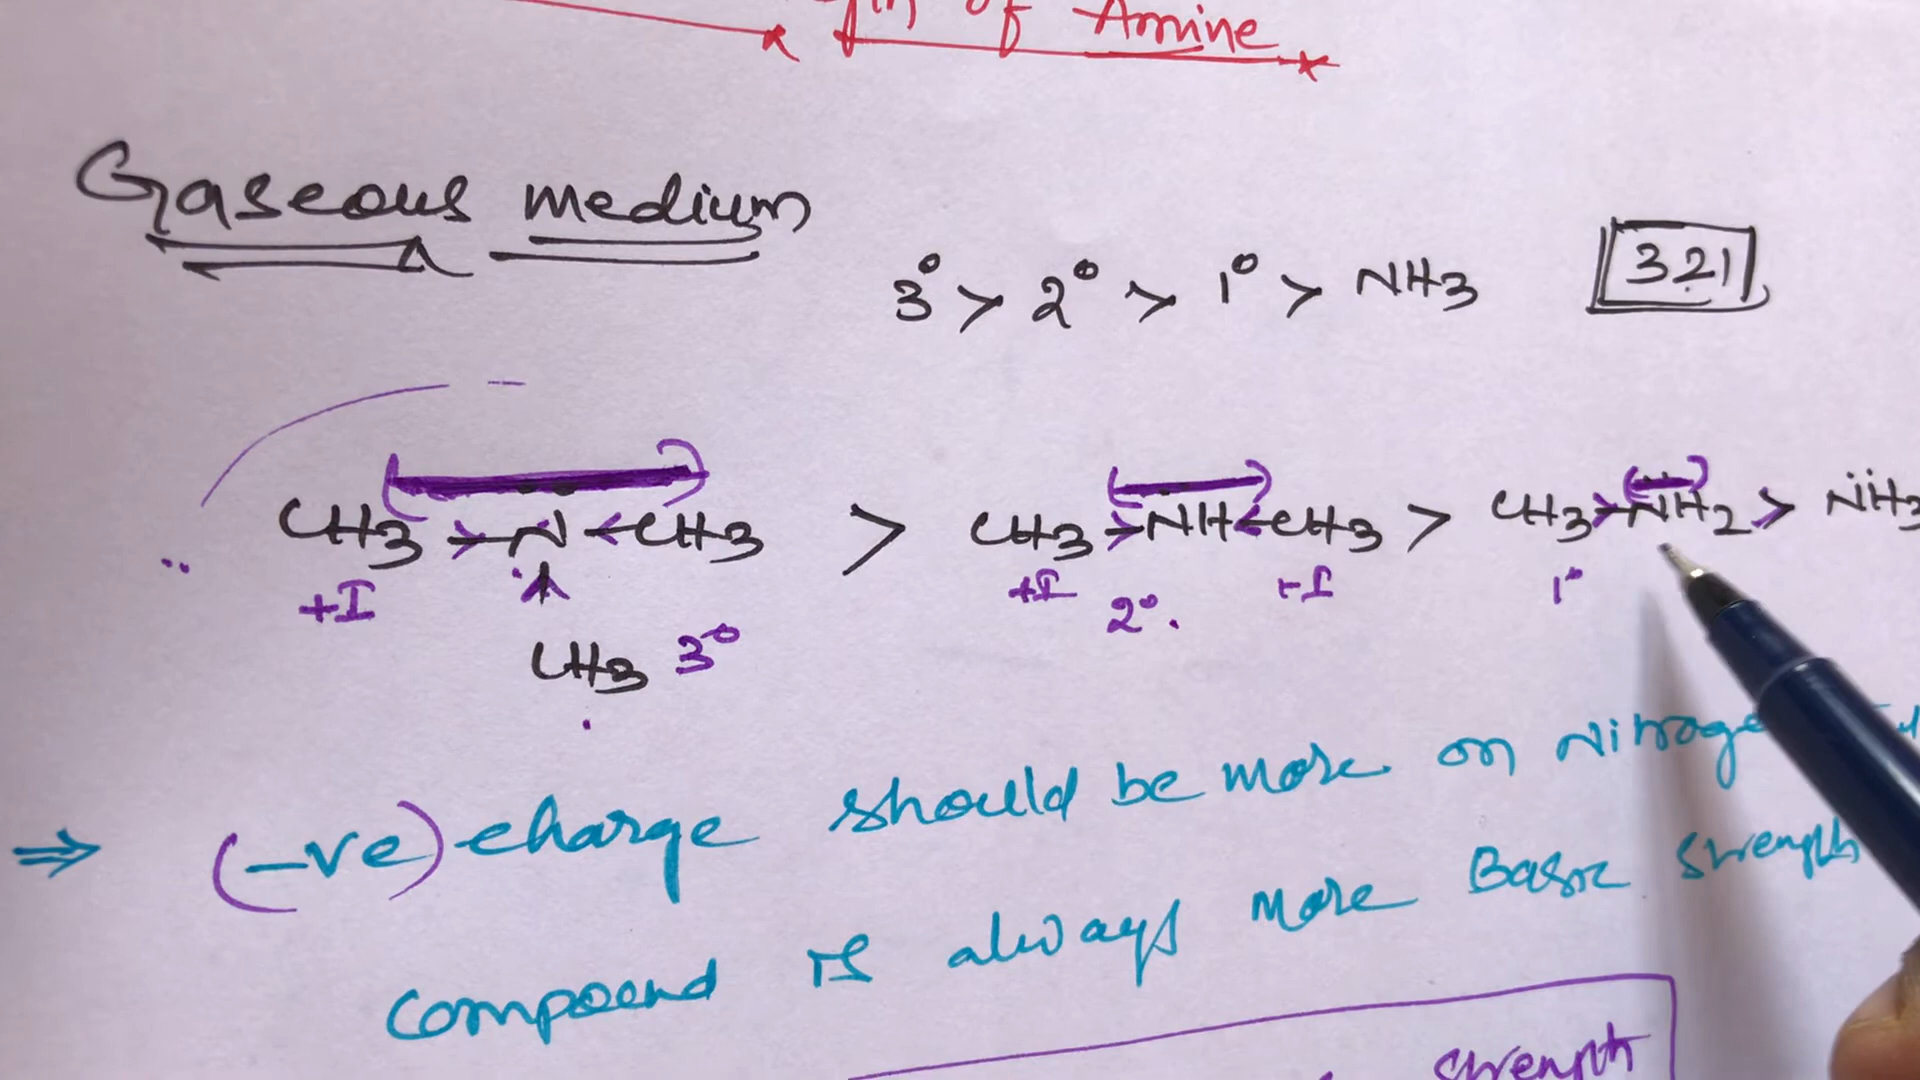 of Amine
Gaseous medium
3° > 2° > 1° > NH3
321
CH3 N CH3 > CH3 NH CH3 > CH3 NH2 > NH3
+I +I +I 1°
2°
CH3 3°
⇒ (-ve) charge should be more on
compound is always more Basic strength
strength